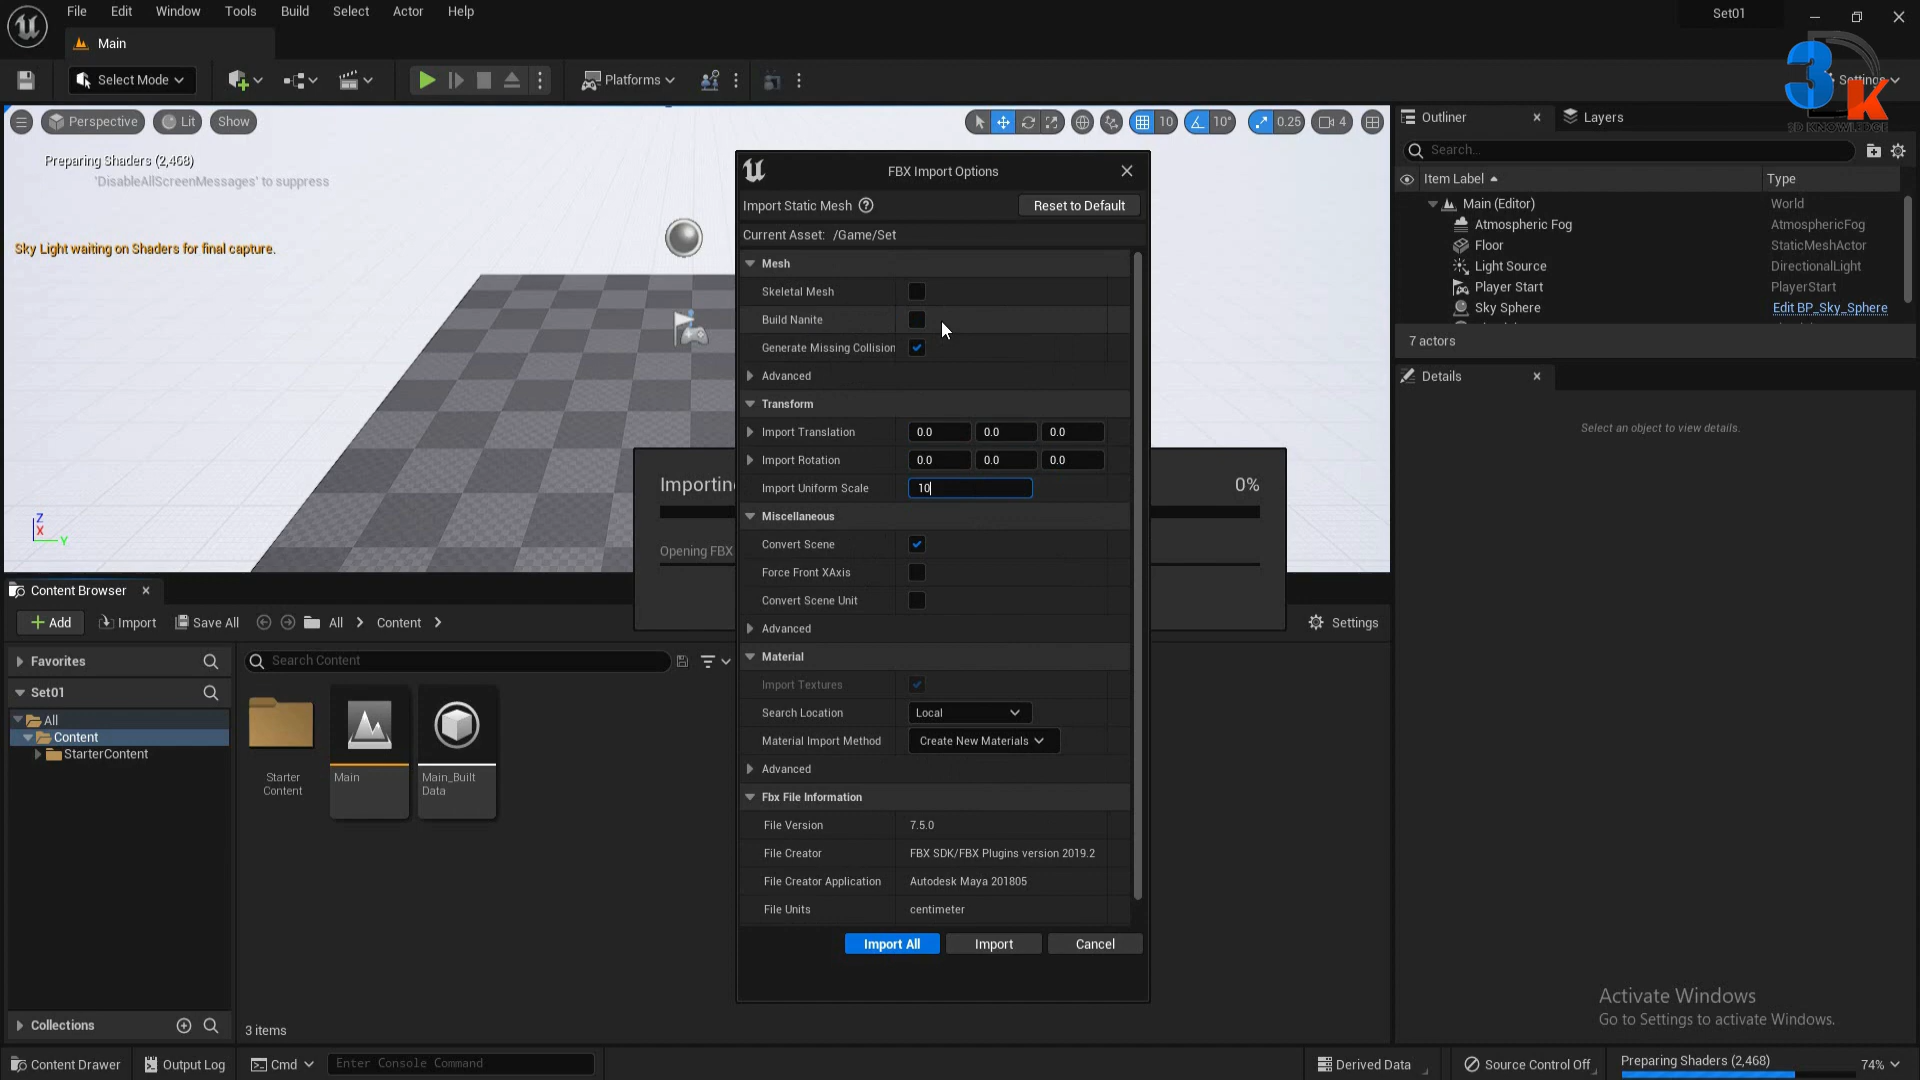 File Edit Window Tools Build Select Actor Help
Set01
Main
Select Mode
Platforms
Settings
3D KNOWLEDGE
Perspective Lit Show
10 10° 0.25 4
Preparing Shaders (2,468)
'DisableAllScreenMessages' to suppress
Sky Light waiting on Shaders for final capture.
Z
X
Y
Importing
0%
Opening FBX
FBX Import Options
Import Static Mesh
Reset to Default
Current Asset: /Game/Set
Mesh
Skeletal Mesh
Build Nanite
Generate Missing Collision
Advanced
Transform
Import Translation 0.0 0.0 0.0
Import Rotation 0.0 0.0 0.0
Import Uniform Scale 10
Miscellaneous
Convert Scene
Force Front XAxis
Convert Scene Unit
Advanced
Material
Import Textures
Search Location Local
Material Import Method Create New Materials
Advanced
Fbx File Information
File Version 7.5.0
File Creator FBX SDK/FBX Plugins version 2019.2
File Creator Application Autodesk Maya 201805
File Units centimeter
Import All Import Cancel
Outliner Layers
Search...
Item Label Type
Main (Editor) World
Atmospheric Fog AtmosphericFog
Floor StaticMeshActor
Light Source DirectionalLight
Player Start PlayerStart
Sky Sphere Edit BP_Sky_Sphere
7 actors
Details
Select an object to view details.
Content Browser
Add Import Save All All Content
Settings
Favorites
Search Content
Set01
All
Content
StarterContent
Starter
Content
Main
Main_Built
Data
Collections
3 items
Activate Windows
Go to Settings to activate Windows.
Content Drawer Output Log Cmd Enter Console Command
Derived Data Source Control Off Preparing Shaders (2,468) 74%